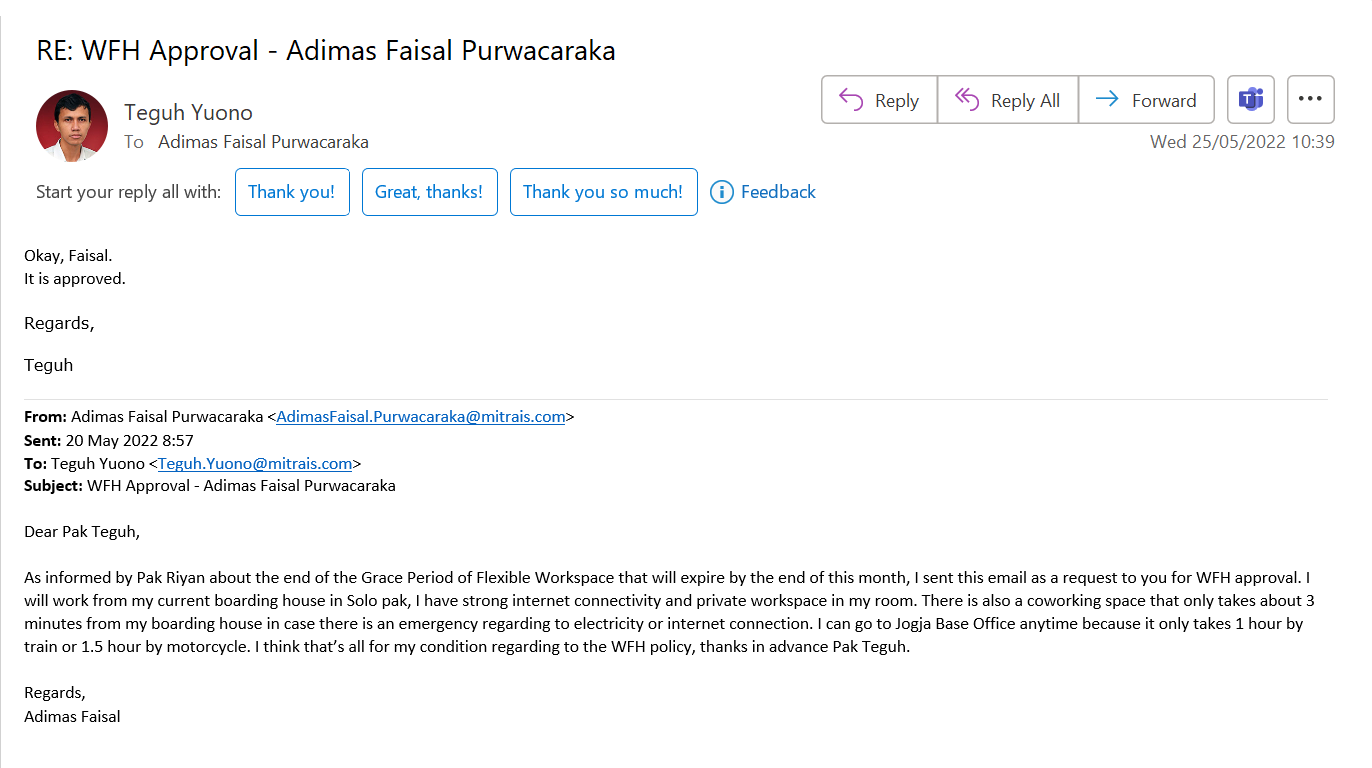 RE: WFH Approval - Adimas Faisal Purwacaraka
Teguh Yuono
To Adimas Faisal Purwacaraka
Reply
Reply All
Forward
Wed 25/05/2022 10:39
Start your reply all with: Thank you! Great, thanks! Thank you so much! Feedback
Okay, Faisal.
It is approved.
Regards,
Teguh
From: Adimas Faisal Purwacaraka <AdimasFaisal.Purwacaraka@mitrais.com>
Sent: 20 May 2022 8:57
To: Teguh Yuono <Teguh.Yuono@mitrais.com>
Subject: WFH Approval - Adimas Faisal Purwacaraka
Dear Pak Teguh,
As informed by Pak Riyan about the end of the Grace Period of Flexible Workspace that will expire by the end of this month, I sent this email as a request to you for WFH approval. I
will work from my current boarding house in Solo pak, I have strong internet connectivity and private workspace in my room. There is also a coworking space that only takes about 3
minutes from my boarding house in case there is an emergency regarding to electricity or internet connection. I can go to Jogja Base Office anytime because it only takes 1 hour by
train or 1.5 hour by motorcycle. I think that’s all for my condition regarding to the WFH policy, thanks in advance Pak Teguh.
Regards,
Adimas Faisal